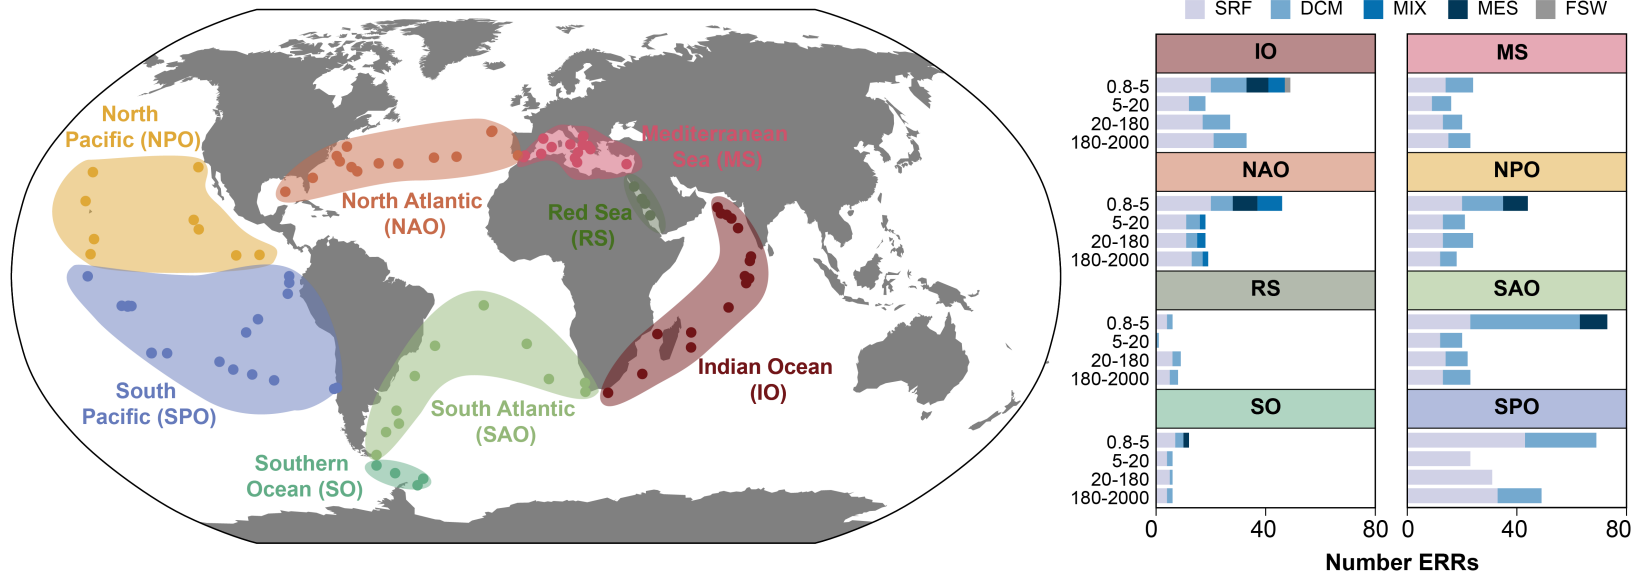 North
Pacific (NPO)
North Atlantic
(NAO)
Mediterranean
Sea (MS)
Red Sea
(RS)
South
Pacific (SPO)
South Atlantic
(SAO)
Indian Ocean
(IO)
Southern
Ocean (SO)
SRF DCM MIX MES FSW
IO MS
0.8-5
5-20
20-180
180-2000
NAO NPO
0.8-5
5-20
20-180
180-2000
RS SAO
0.8-5
5-20
20-180
180-2000
SO SPO
0.8-5
5-20
20-180
180-2000
0 40 80 0 40 80
Number ERRs